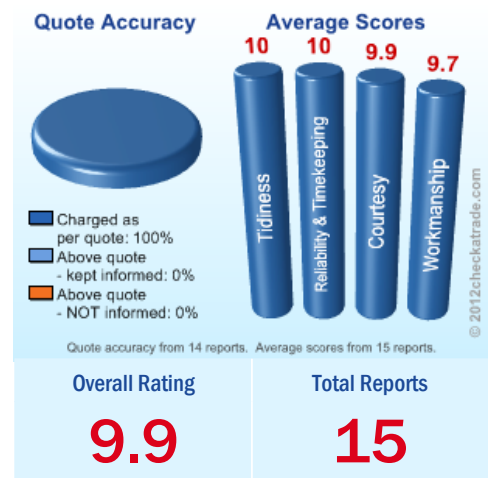 Quote Accuracy
Average Scores
10
10
9.9
9.7
Tidiness
Reliability & Timekeeping
Courtesy
Workmanship
Charged as
per quote: 100%
Above quote
- kept informed: 0%
Above quote
- NOT informed: 0%
© 2012checkatrade.com
Quote accuracy from 14 reports. Average scores from 15 reports.
Overall Rating
Total Reports
9.9
15